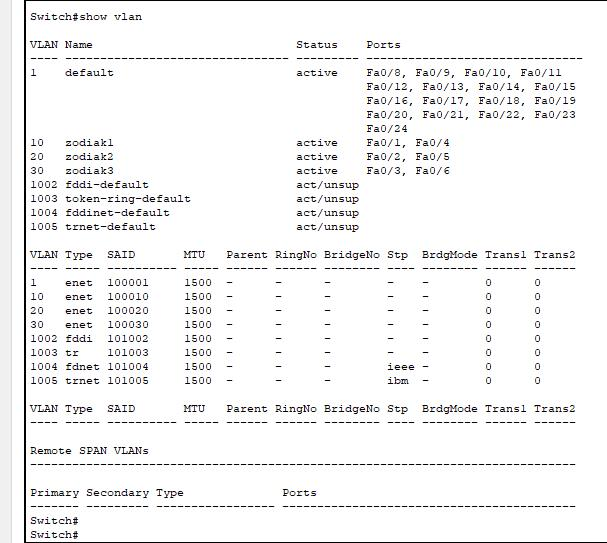 Switch#show vlan
VLAN Name Status Ports
---- -------------------------------- --------- -------------------------------
1 default active Fa0/8, Fa0/9, Fa0/10, Fa0/11
Fa0/12, Fa0/13, Fa0/14, Fa0/15
Fa0/16, Fa0/17, Fa0/18, Fa0/19
Fa0/20, Fa0/21, Fa0/22, Fa0/23
Fa0/24
10 zodiak1 active Fa0/1, Fa0/4
20 zodiak2 active Fa0/2, Fa0/5
30 zodiak3 active Fa0/3, Fa0/6
1002 fddi-default act/unsup
1003 token-ring-default act/unsup
1004 fddinet-default act/unsup
1005 trnet-default act/unsup
VLAN Type SAID MTU Parent RingNo BridgeNo Stp BrdgMode Trans1 Trans2
---- ----- ---------- ----- ------ ------ -------- ---- -------- ------ ------
1 enet 100001 1500 - - - - - 0 0
10 enet 100010 1500 - - - - - 0 0
20 enet 100020 1500 - - - - - 0 0
30 enet 100030 1500 - - - - - 0 0
1002 fddi 101002 1500 - - - - - 0 0
1003 tr 101003 1500 - - - - - 0 0
1004 fdnet 101004 1500 - - - ieee - 0 0
1005 trnet 101005 1500 - - - ibm - 0 0
VLAN Type SAID MTU Parent RingNo BridgeNo Stp BrdgMode Trans1 Trans2
---- ----- ---------- ----- ------ ------ -------- ---- -------- ------ ------
Remote SPAN VLANs
------------------------------------------------------------------------------
Primary Secondary Type Ports
------- --------- ----------------- ------------------------------------------
Switch#
Switch#